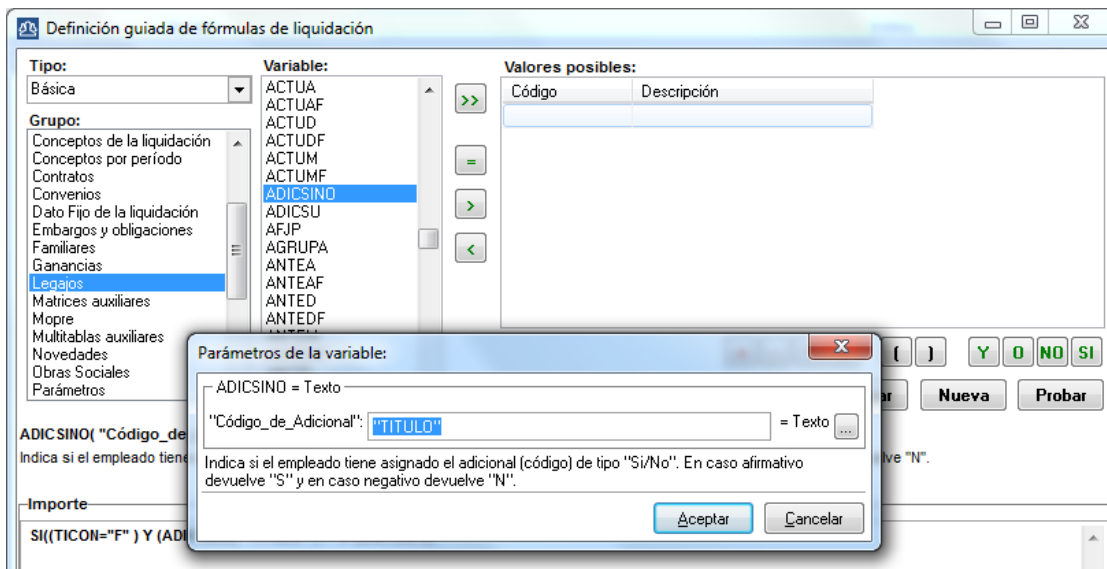 Definición guiada de fórmulas de liquidación
Tipo:
Básica
Grupo:
Conceptos de la liquidación
Conceptos por período
Contratos
Convenios
Dato Fijo de la liquidación
Embargos y obligaciones
Familiares
Ganancias
Legajos
Matrices auxiliares
Mopre
Multitablas auxiliares
Novedades
Obras Sociales
Parámetros
Variable:
ACTUA
ACTUAF
ACTUD
ACTUDF
ACTUM
ACTUMF
ADICSINO
ADICSU
AFJP
AGRUPA
ANTEA
ANTEAF
ANTED
ANTEDF
>>
=
>
<
Valores posibles:
Código Descripción
( ) Y O NO SI
Nueva Probar
Parámetros de la variable:
ADICSINO = Texto
"Código_de_Adicional": "TITULO" = Texto ...
Indica si el empleado tiene asignado el adicional (código) de tipo "Si/No". En caso afirmativo
devuelve "S" y en caso negativo devuelve "N".
Aceptar Cancelar
ADICSINO( "Código_de
Indica si el empleado tiene
lve "N".
Importe
SI((TICON="F" ) Y (ADI